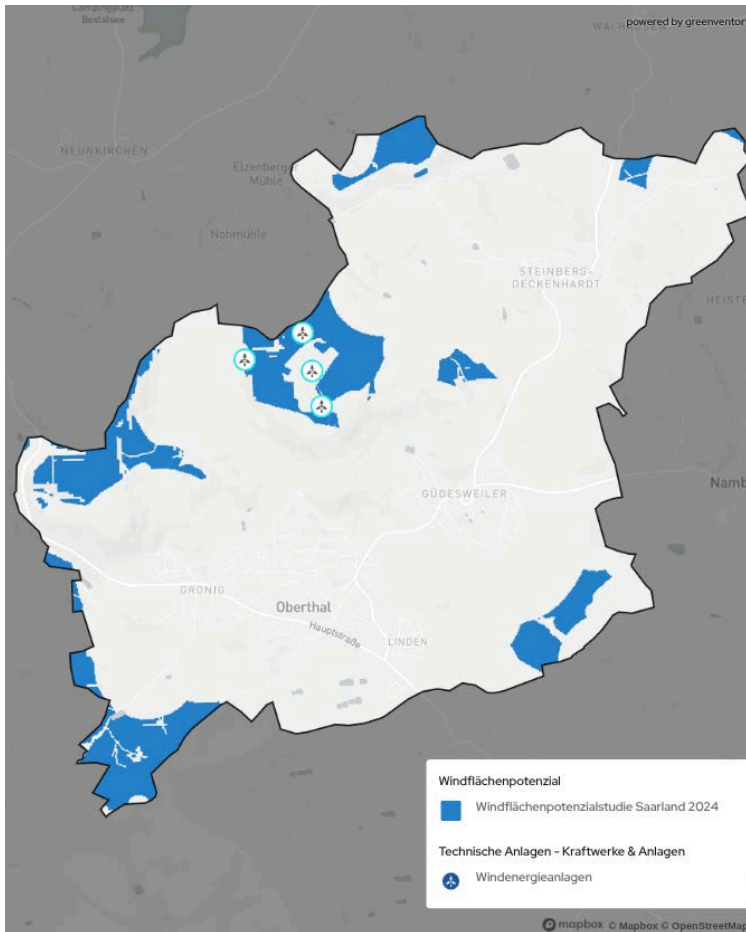 Campingplatz
Bostalsee
powered by greenventory
WALHAUSEN
NEUNKIRCHEN
Elzenberger
Mühle
Nohmühle
STEINBERG-
DECKENHARDT
HEISTE
Namb
GÜDESWEILER
GRONIG
Oberthal
Hauptstraße
LINDEN
Windflächenpotenzial
Windflächenpotenzialstudie Saarland 2024
Technische Anlagen - Kraftwerke & Anlagen
Windenergieanlagen
mapbox © Mapbox © OpenStreetMap